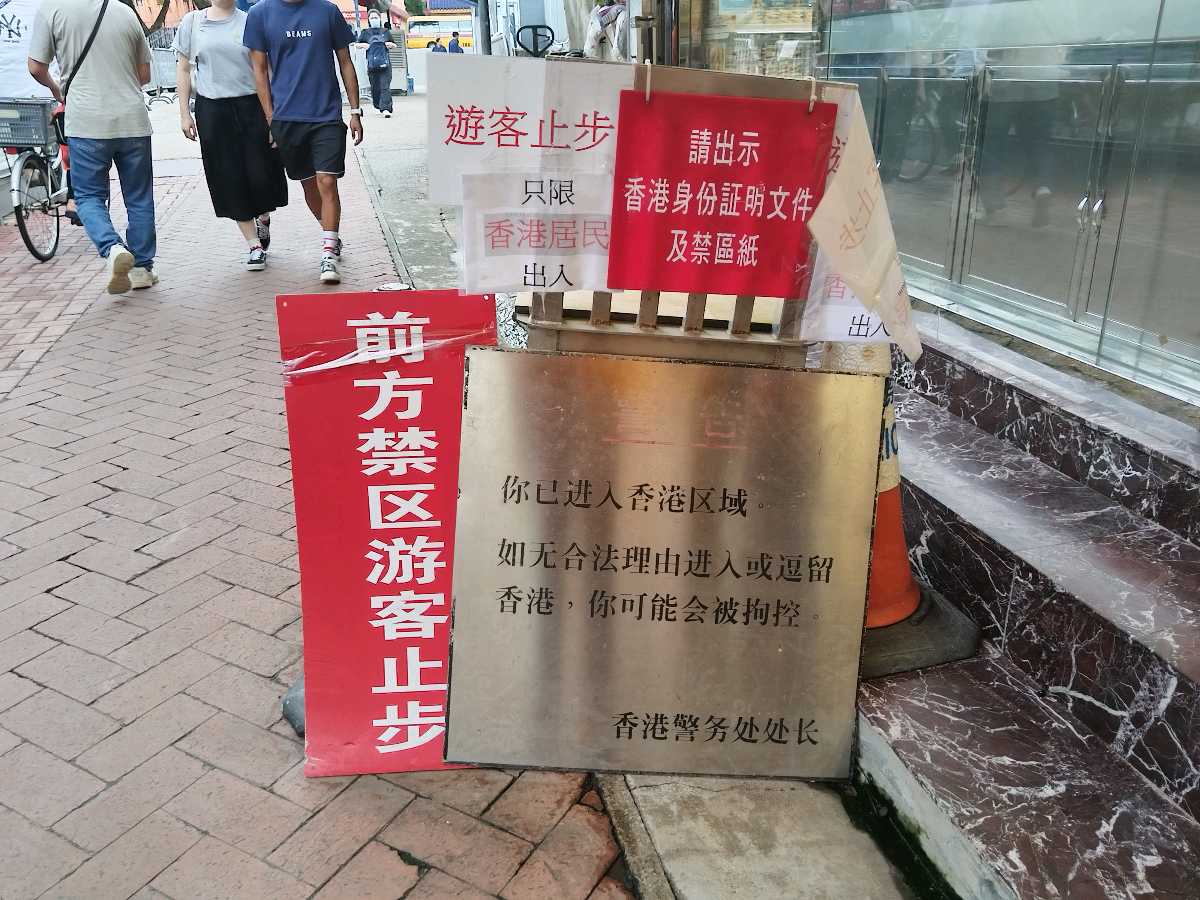 BEAMS
遊客止步
只限
香港居民
出入
請出示
香港身份証明文件
及禁區紙
出入
前方禁区游客止步
警告
你已进入香港区域。
如无合法理由进入或逗留
香港，你可能会被拘控。
香港警务处处长